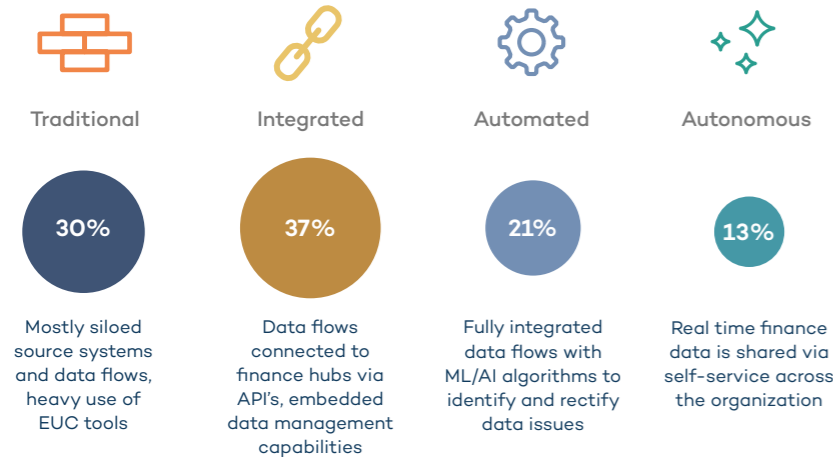 Traditional
Integrated
Automated
Autonomous
30%
37%
21%
13%
Mostly siloed
source systems
and data flows,
heavy use of
EUC tools
Data flows
connected to
finance hubs via
API's, embedded
data management
capabilities
Fully integrated
data flows with
ML/AI algorithms to
identify and rectify
data issues
Real time finance
data is shared via
self-service across
the organization